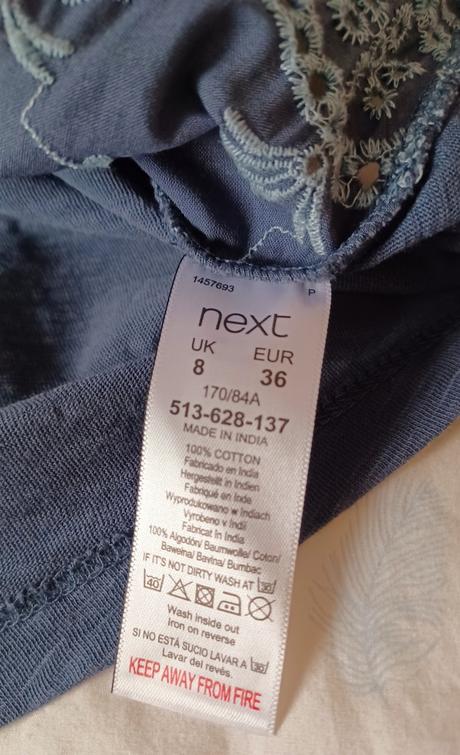 1457693 P
next
UK EUR
8 36
170/84A
513-628-137
MADE IN INDIA
100% COTTON
Fabricado en India
Hergestellt in Indien
Fabriqué en Inde
Wyprodukowano w Indiach
Vyrobeno v Indii
Fabricat în India
100% Algodón/ Baumwolle/ Coton/
Bawełna/ Bavlna/ Bumbac
IF IT'S NOT DIRTY WASH AT 30
40
Wash inside out
Iron on reverse
SI NO ESTÁ SUCIO LAVAR A 30
Lavar del revés.
KEEP AWAY FROM FIRE